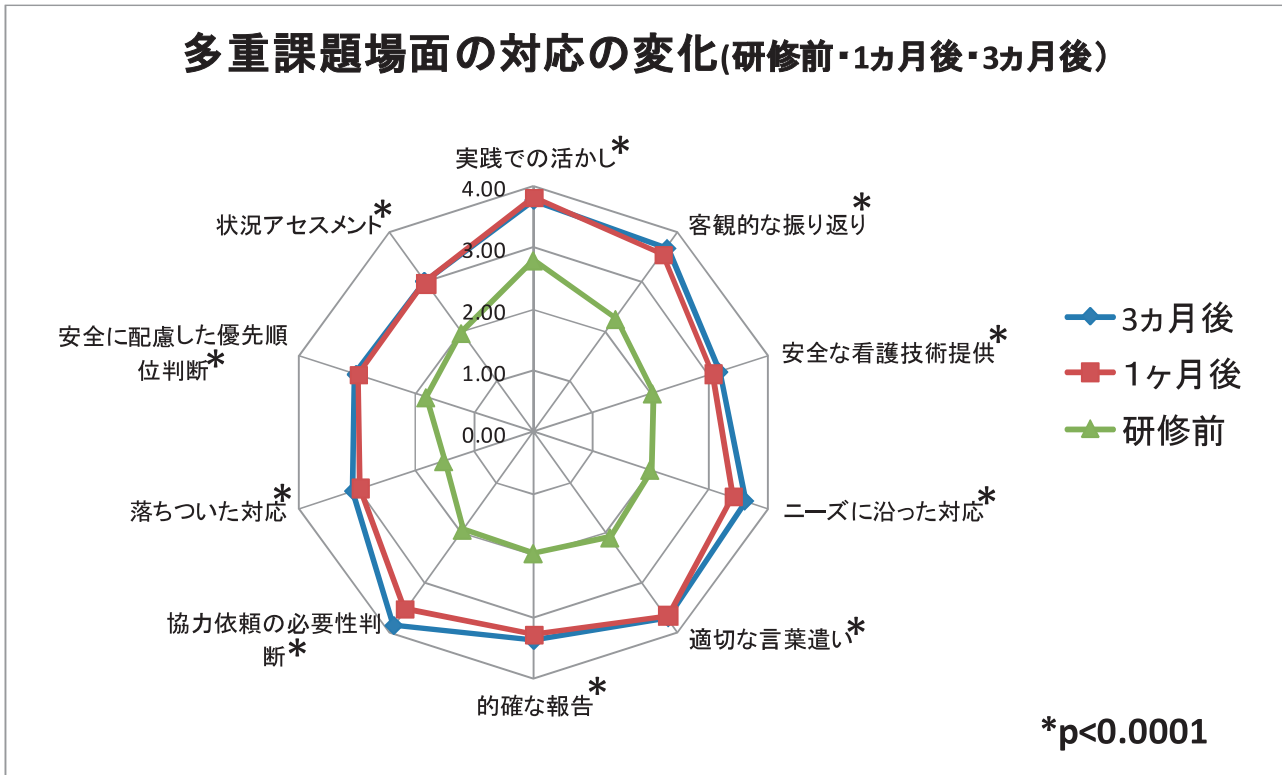 多重課題場面の対応の変化(研修前・1ヵ月後・3ヵ月後)
実践での活かし*
4.00
3.00
2.00
1.00
0.00
客観的な振り返り*
安全な看護技術提供*
ニーズに沿った対応*
適切な言葉遣い*
的確な報告*
協力依頼の必要性判
断*
落ちついた対応*
安全に配慮した優先順
位判断*
状況アセスメント*
3ヵ月後
1ヶ月後
研修前
*p<0.0001